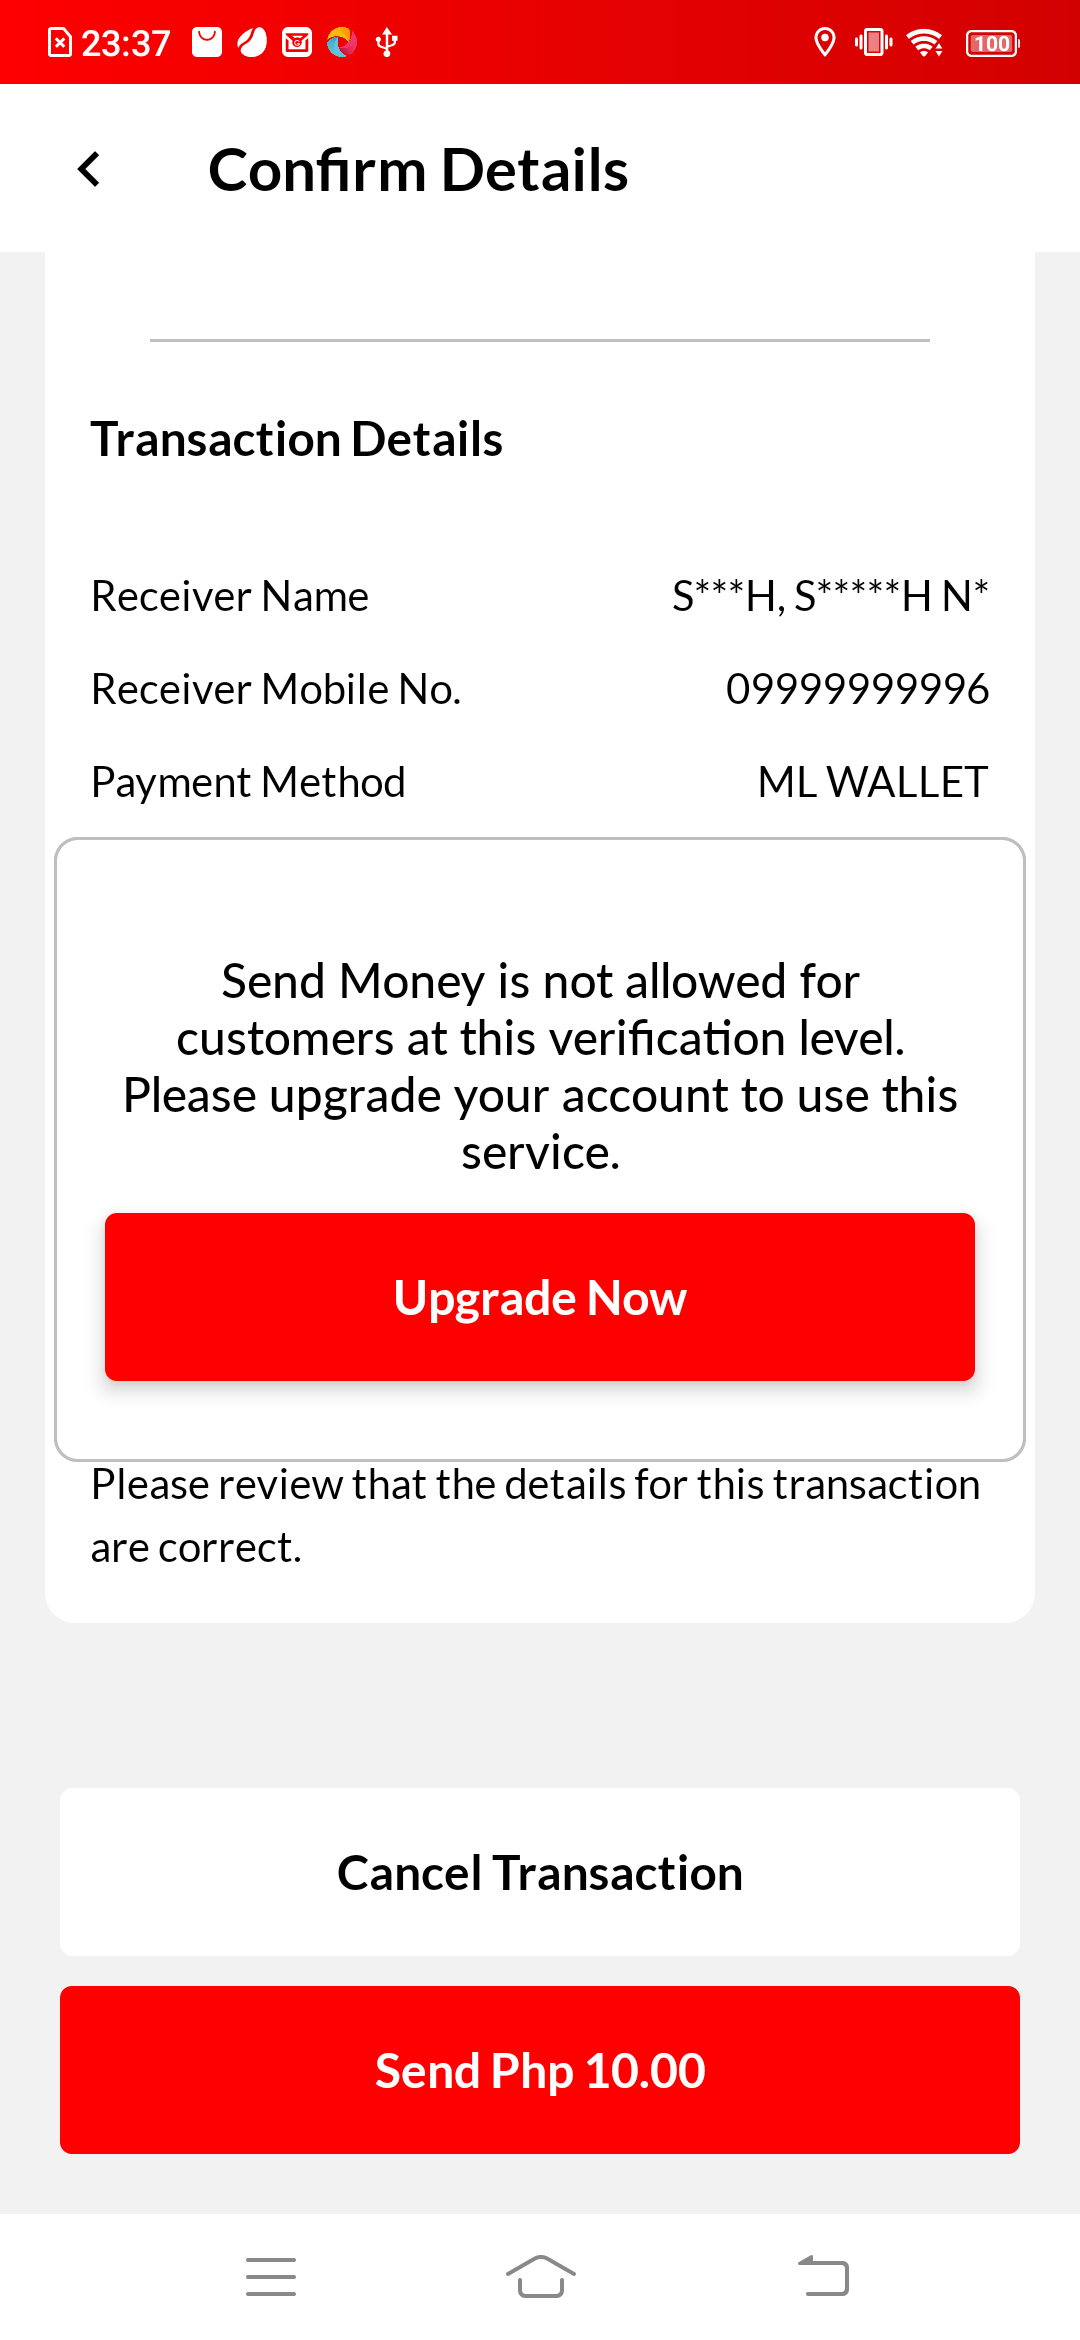 23:37
100
Confirm Details
Transaction Details
Receiver Name S***H, S*****H N*
Receiver Mobile No. 09999999996
Payment Method ML WALLET
Send Money is not allowed for
customers at this verification level.
Please upgrade your account to use this
service.
Upgrade Now
Please review that the details for this transaction
are correct.
Cancel Transaction
Send Php 10.00